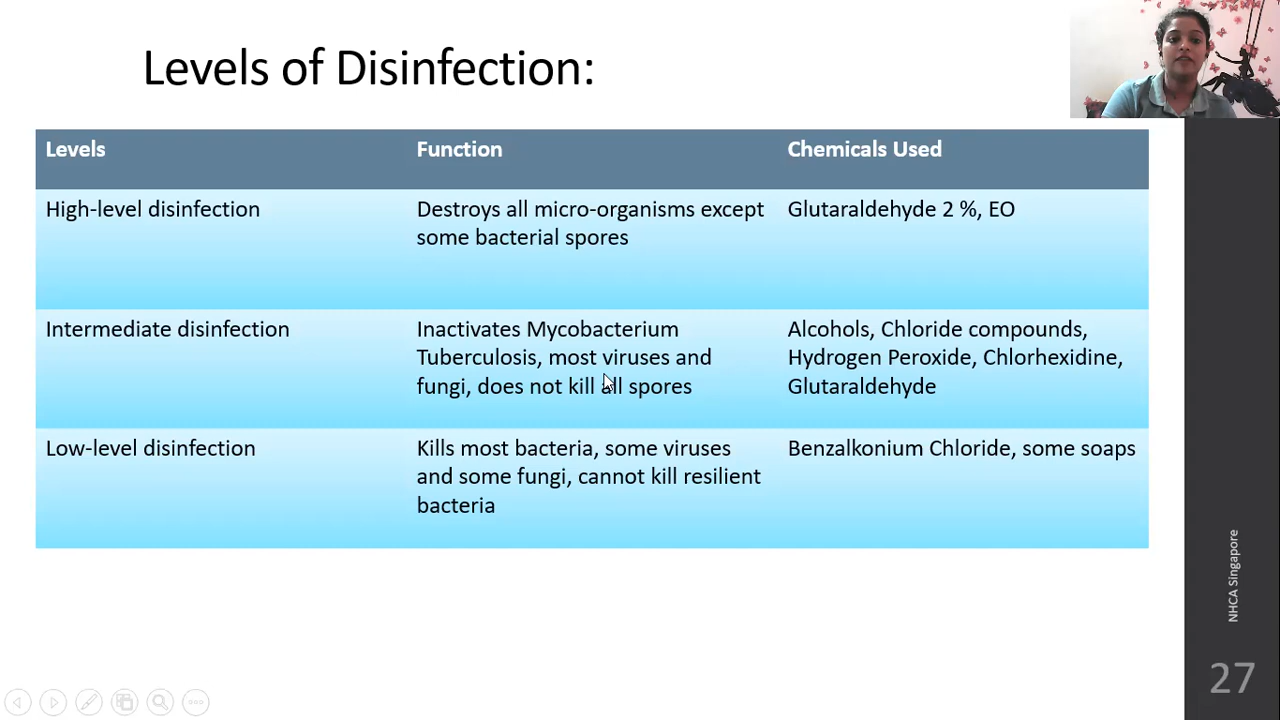 Levels of Disinfection:
Levels
Function
Chemicals Used
High-level disinfection
Destroys all micro-organisms except
some bacterial spores
Glutaraldehyde 2 %, EO
Intermediate disinfection
Inactivates Mycobacterium
Tuberculosis, most viruses and
fungi, does not kill all spores
Alcohols, Chloride compounds,
Hydrogen Peroxide, Chlorhexidine,
Glutaraldehyde
Low-level disinfection
Kills most bacteria, some viruses
and some fungi, cannot kill resilient
bacteria
Benzalkonium Chloride, some soaps
NHCA Singapore
27